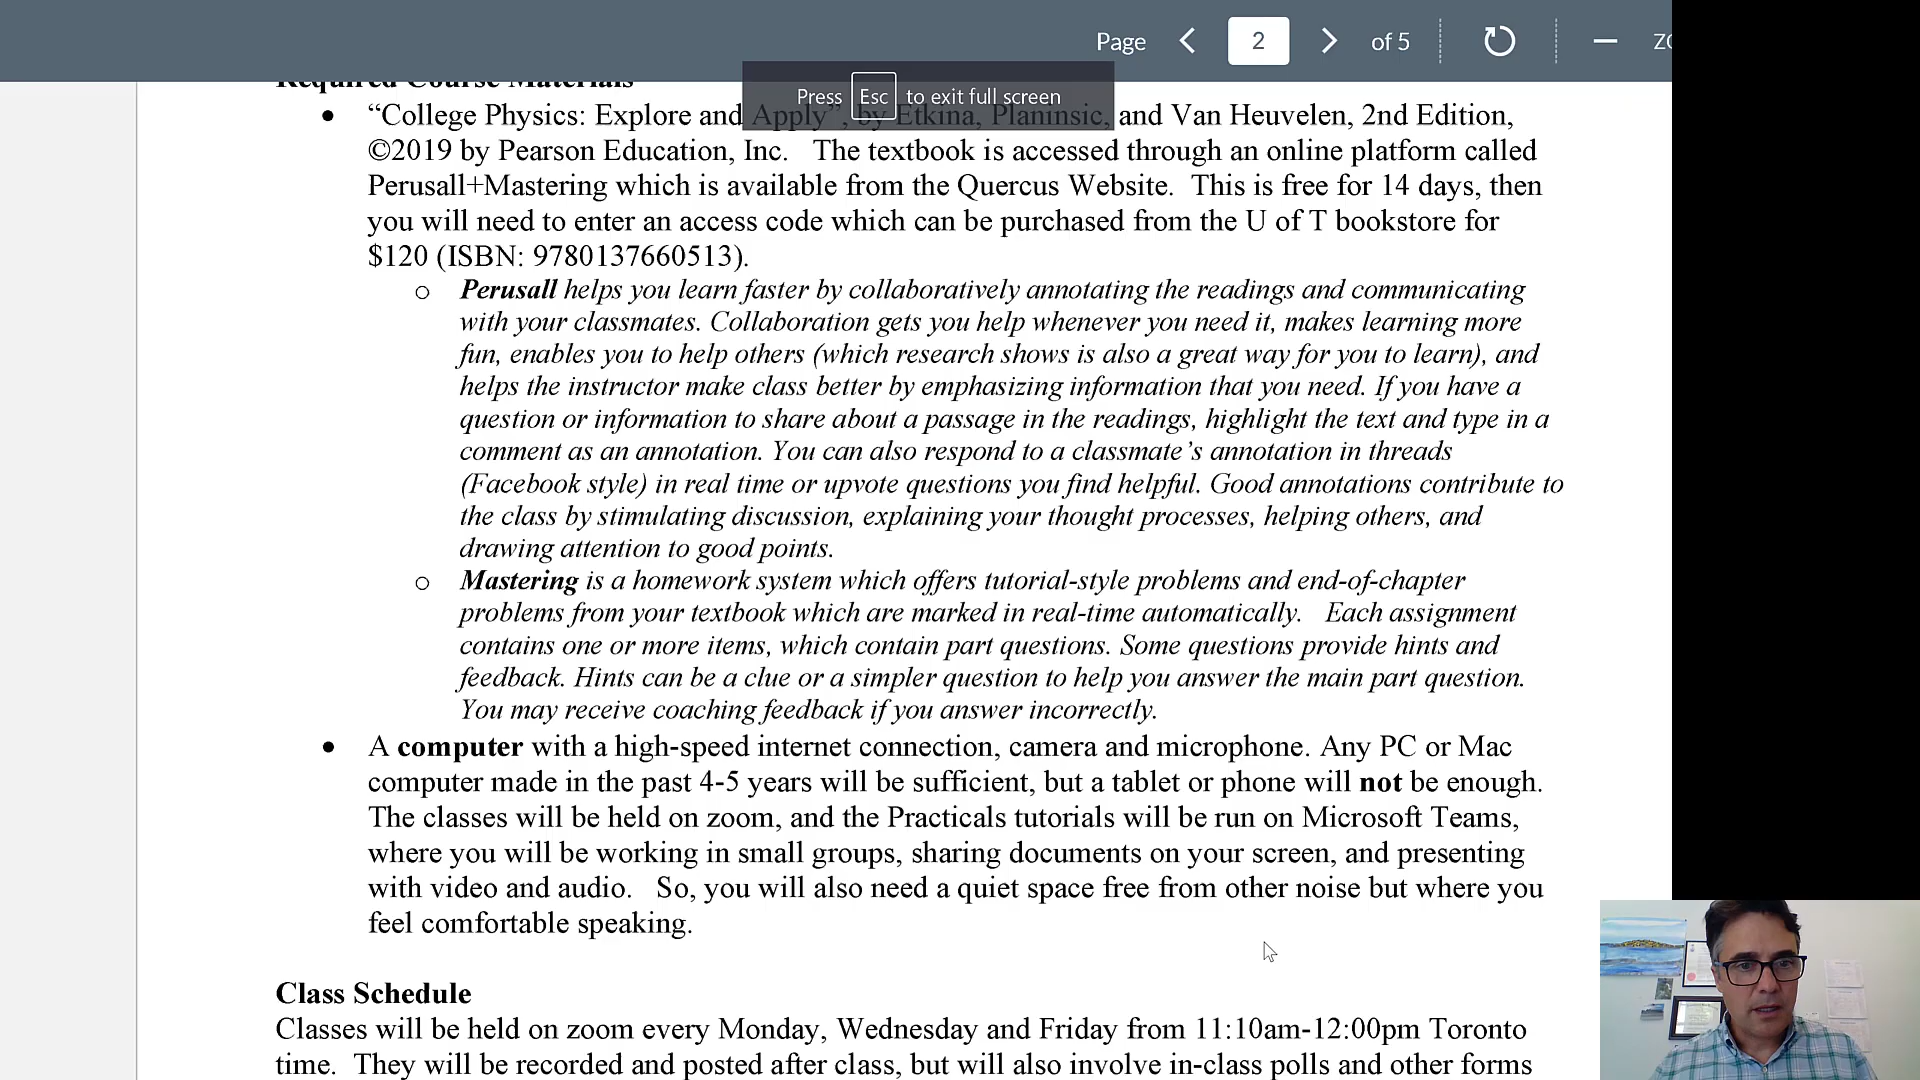 Page 2 of 5
Press Esc to exit full screen
Required Course Materials
• “College Physics: Explore and Apply”, by Etkina, Planinsic, and Van Heuvelen, 2nd Edition,
©2019 by Pearson Education, Inc. The textbook is accessed through an online platform called
Perusall+Mastering which is available from the Quercus Website. This is free for 14 days, then
you will need to enter an access code which can be purchased from the U of T bookstore for
$120 (ISBN: 9780137660513).
o Perusall helps you learn faster by collaboratively annotating the readings and communicating
with your classmates. Collaboration gets you help whenever you need it, makes learning more
fun, enables you to help others (which research shows is also a great way for you to learn), and
helps the instructor make class better by emphasizing information that you need. If you have a
question or information to share about a passage in the readings, highlight the text and type in a
comment as an annotation. You can also respond to a classmate’s annotation in threads
(Facebook style) in real time or upvote questions you find helpful. Good annotations contribute to
the class by stimulating discussion, explaining your thought processes, helping others, and
drawing attention to good points.
o Mastering is a homework system which offers tutorial-style problems and end-of-chapter
problems from your textbook which are marked in real-time automatically. Each assignment
contains one or more items, which contain part questions. Some questions provide hints and
feedback. Hints can be a clue or a simpler question to help you answer the main part question.
You may receive coaching feedback if you answer incorrectly.
• A computer with a high-speed internet connection, camera and microphone. Any PC or Mac
computer made in the past 4-5 years will be sufficient, but a tablet or phone will not be enough.
The classes will be held on zoom, and the Practicals tutorials will be run on Microsoft Teams,
where you will be working in small groups, sharing documents on your screen, and presenting
with video and audio. So, you will also need a quiet space free from other noise but where you
feel comfortable speaking.
Class Schedule
Classes will be held on zoom every Monday, Wednesday and Friday from 11:10am-12:00pm Toronto
time. They will be recorded and posted after class, but will also involve in-class polls and other forms